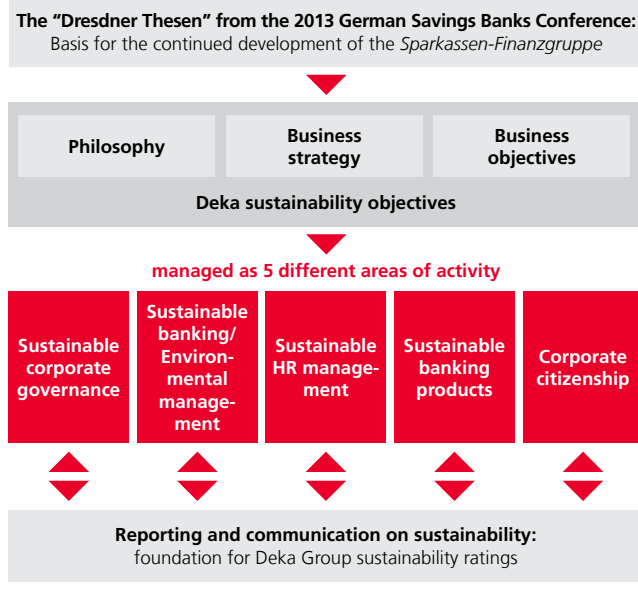 The “Dresdner Thesen” from the 2013 German Savings Banks Conference:
Basis for the continued development of the Sparkassen-Finanzgruppe
Philosophy
Business
strategy
Business
objectives
Deka sustainability objectives
managed as 5 different areas of activity
Sustainable
corporate
governance
Sustainable
banking/
Environ-
mental
manage-
ment
Sustainable
HR manage-
ment
Sustainable
banking
products
Corporate
citizenship
Reporting and communication on sustainability:
foundation for Deka Group sustainability ratings